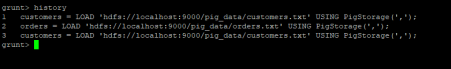 grunt> history
1   customers = LOAD 'hdfs://localhost:9000/pig_data/customers.txt' USING PigStorage(',');
2   orders = LOAD 'hdfs://localhost:9000/pig_data/orders.txt' USING PigStorage(',');
3   customers = LOAD 'hdfs://localhost:9000/pig_data/customers.txt' USING PigStorage(',');
grunt>